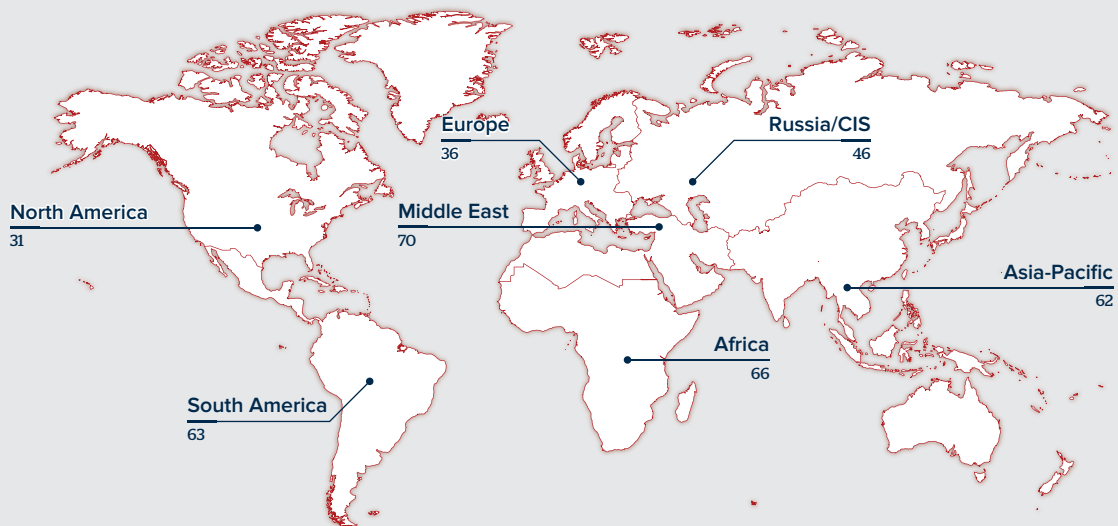 Europe
36
Russia/CIS
46
North America
31
Middle East
70
Asia-Pacific
62
Africa
66
South America
63